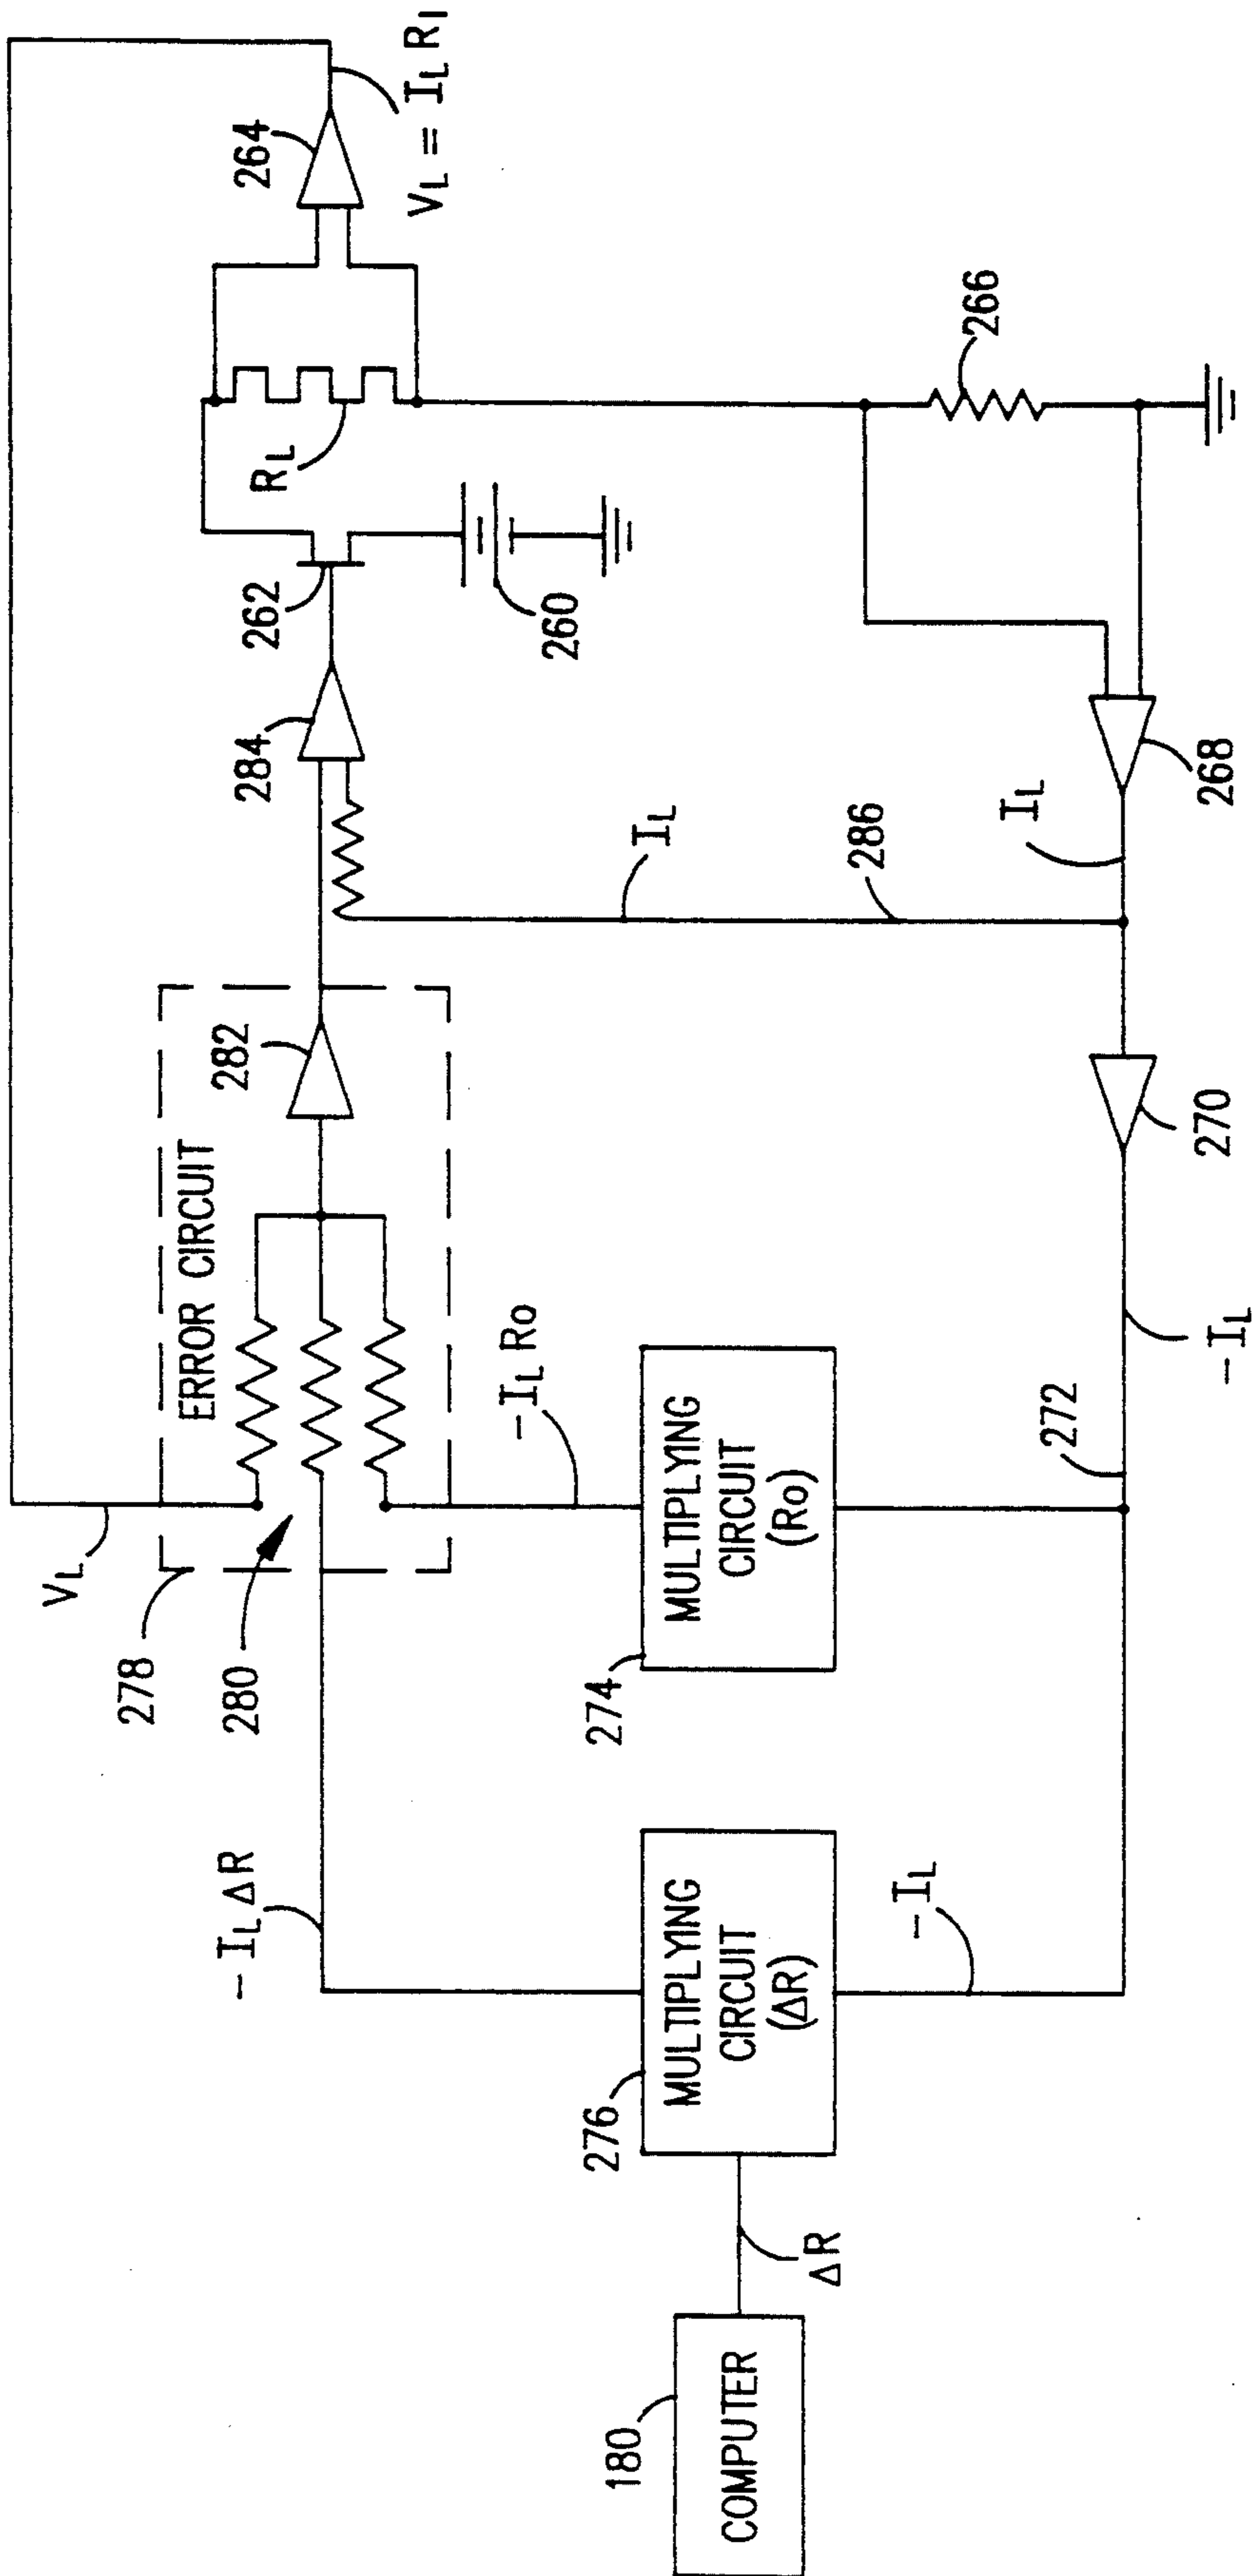 V_L
278
280
ERROR CIRCUIT
282
284
262
260
R_L
264
V_L = I_L R_I
-I_L ΔR
-I_L Ro
I_L
286
266
180
COMPUTER
ΔR
276
MULTIPLYING
CIRCUIT
(ΔR)
-I_L
274
MULTIPLYING
CIRCUIT
(Ro)
272
-I_L
270
I_L
268